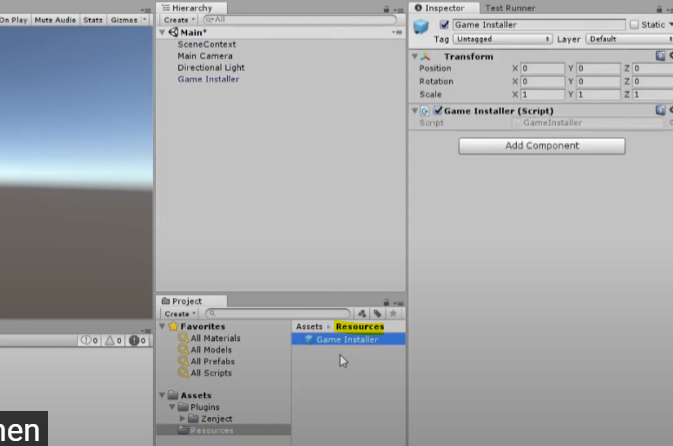 On Play Mute Audio Stats Gizmos
Hierarchy
Create All
Main*
SceneContext
Main Camera
Directional Light
Game Installer
Inspector Test Runner
Game Installer Static
Tag Untagged Layer Default
Transform
Position X 0 Y 0 Z 0
Rotation X 0 Y 0 Z 0
Scale X 1 Y 1 Z 1
Game Installer (Script)
Script GameInstaller
Add Component
Project
Create
Favorites
All Materials
All Models
All Prefabs
All Scripts
Assets
Plugins
Zenject
Resources
Assets Resources
Game Installer
0 0 0